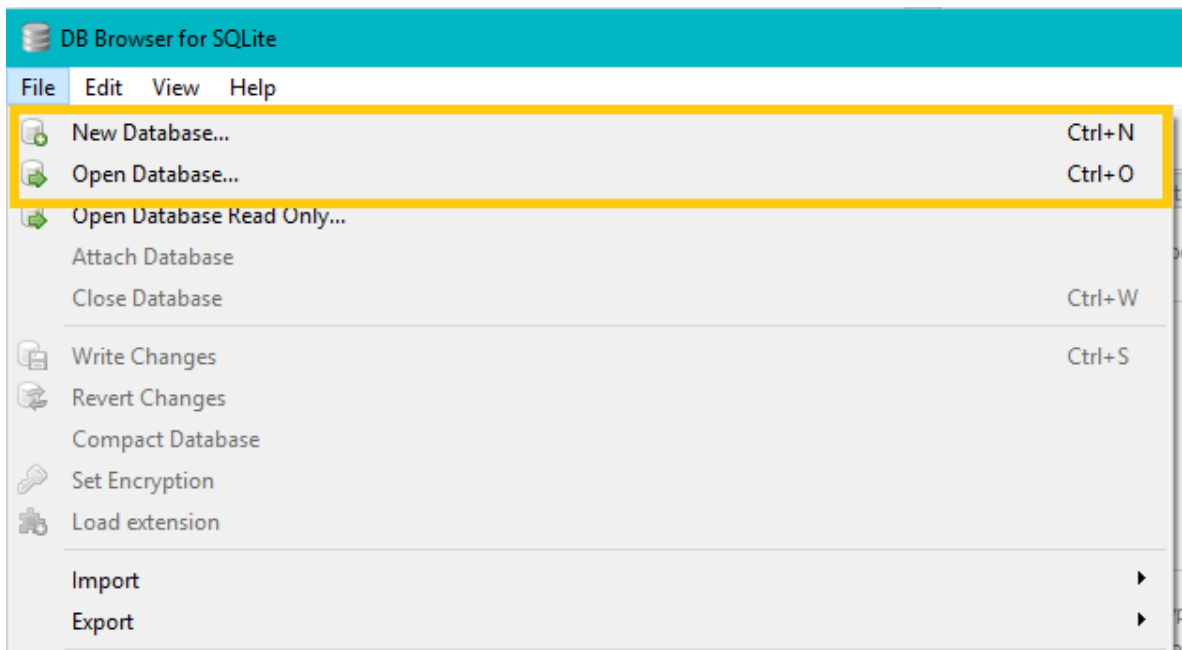 DB Browser for SQLite
File Edit View Help
New Database... Ctrl+N
Open Database... Ctrl+O
Open Database Read Only...
Attach Database
Close Database Ctrl+W
Write Changes Ctrl+S
Revert Changes
Compact Database
Set Encryption
Load extension
Import
Export